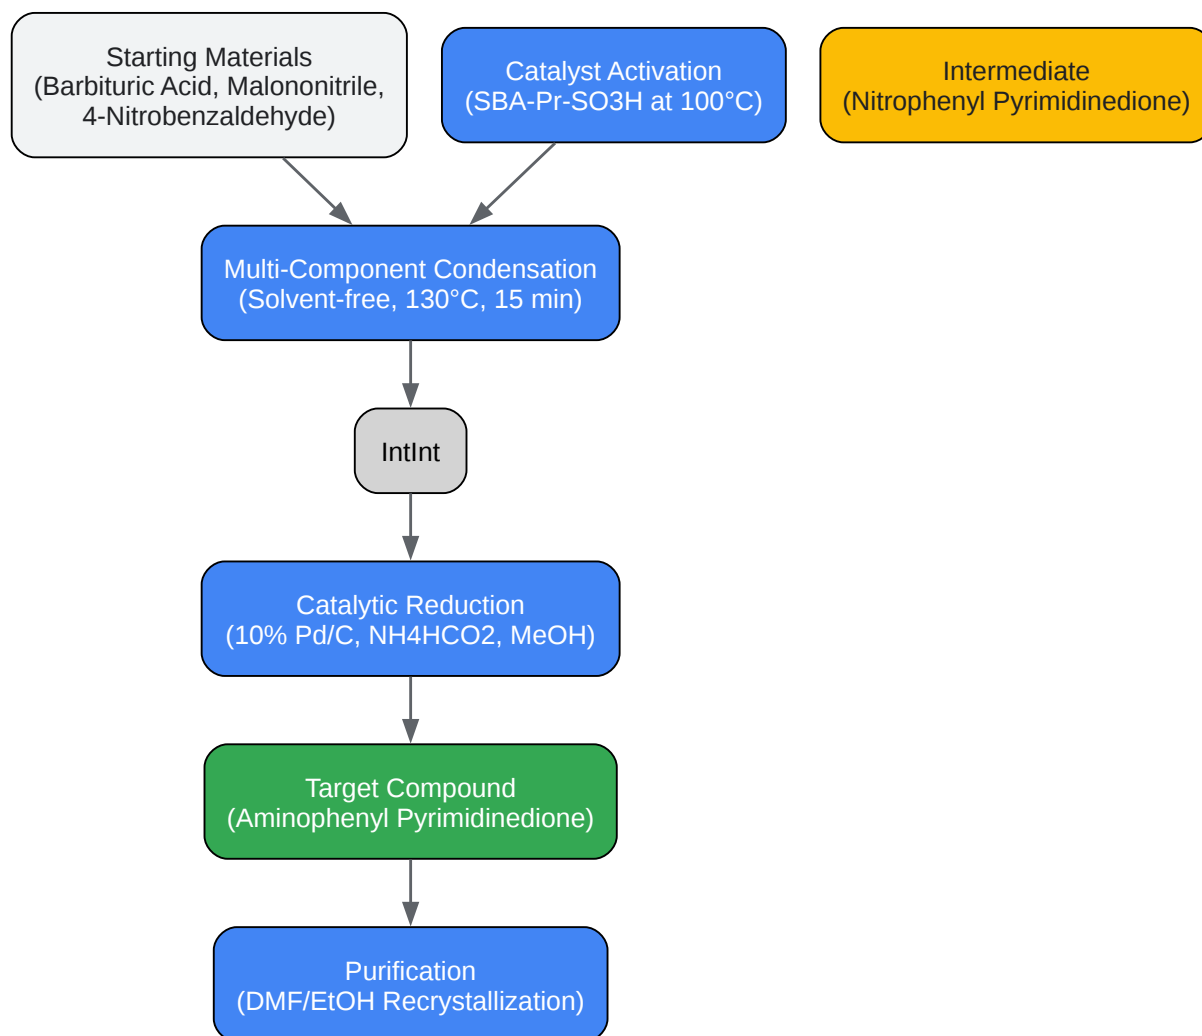 Starting Materials
(Barbituric Acid, Malononitrile,
4-Nitrobenzaldehyde)
Catalyst Activation
(SBA-Pr-SO3H at 100°C)
Intermediate
(Nitrophenyl Pyrimidinedione)
Multi-Component Condensation
(Solvent-free, 130°C, 15 min)
IntInt
Catalytic Reduction
(10% Pd/C, NH4HCO2, MeOH)
Target Compound
(Aminophenyl Pyrimidinedione)
Purification
(DMF/EtOH Recrystallization)